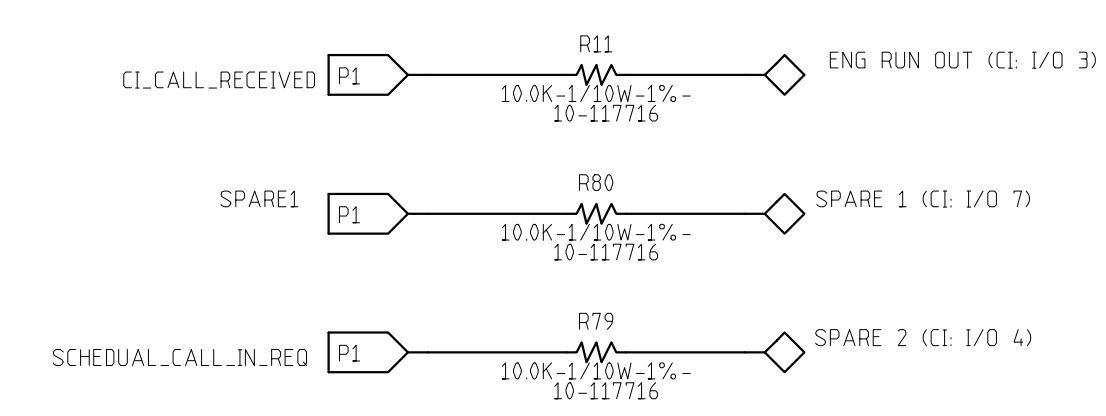 R11
CI_CALL_RECEIVED P1 ENG RUN OUT (CI: I/O 3)
10.0K-1/10W-1%-
10-117716
R80
SPARE1 P1 SPARE 1 (CI: I/O 7)
10.0K-1/10W-1%-
10-117716
R79
SCHEDUAL_CALL_IN_REQ P1 SPARE 2 (CI: I/O 4)
10.0K-1/10W-1%-
10-117716